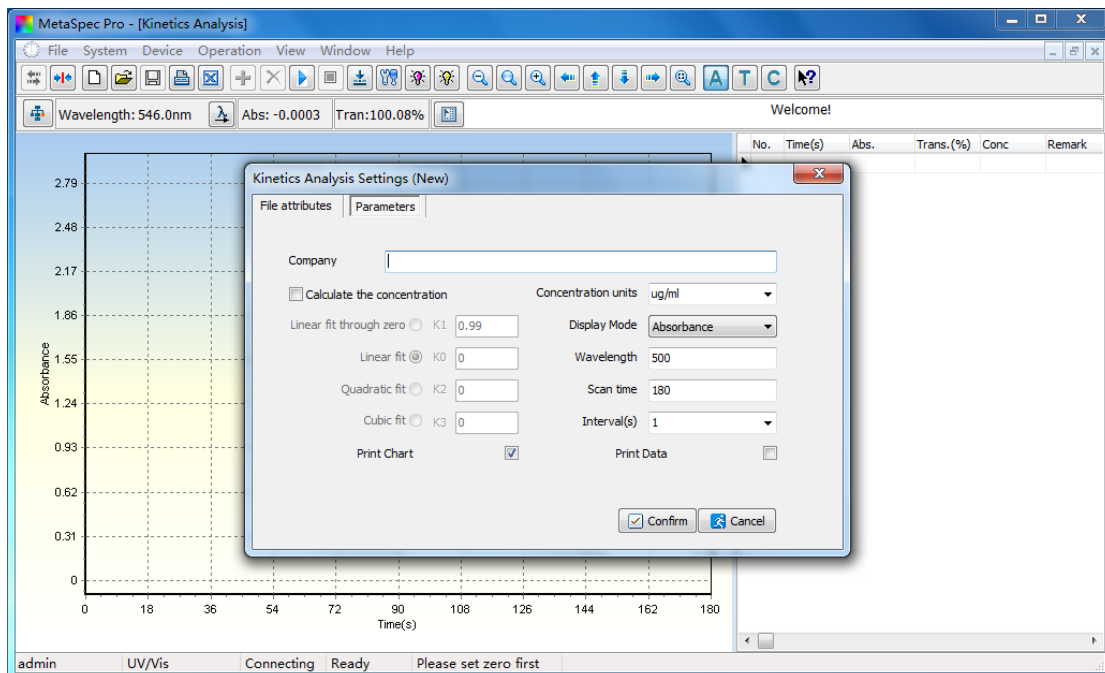 MetaSpec Pro - [Kinetics Analysis]
File System Device Operation View Window Help
A T C
Wavelength: 546.0nm Abs: -0.0003 Tran:100.08% Welcome!
No. Time(s) Abs. Trans.(%) Conc Remark
Kinetics Analysis Settings (New)
File attributes Parameters
Company
Calculate the concentration Concentration units ug/ml
Linear fit through zero K1 0.99 Display Mode Absorbance
Linear fit K0 0 Wavelength 500
Quadratic fit K2 0 Scan time 180
Cubic fit K3 0 Interval(s) 1
Print Chart Print Data
Confirm Cancel
2.79
2.48
2.17
1.86
1.55
1.24
0.93
0.62
0.31
0
Absorbance
0 18 36 54 72 90 108 126 144 162 180
Time(s)
admin UV/Vis Connecting Ready Please set zero first